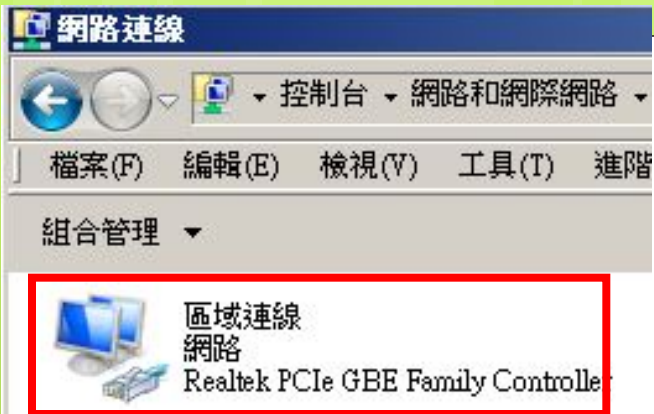 網路連線
控制台 網路和網際網路
檔案(F) 編輯(E) 檢視(V) 工具(T) 進階
組合管理
區域連線
網路
Realtek PCIe GBE Family Controller